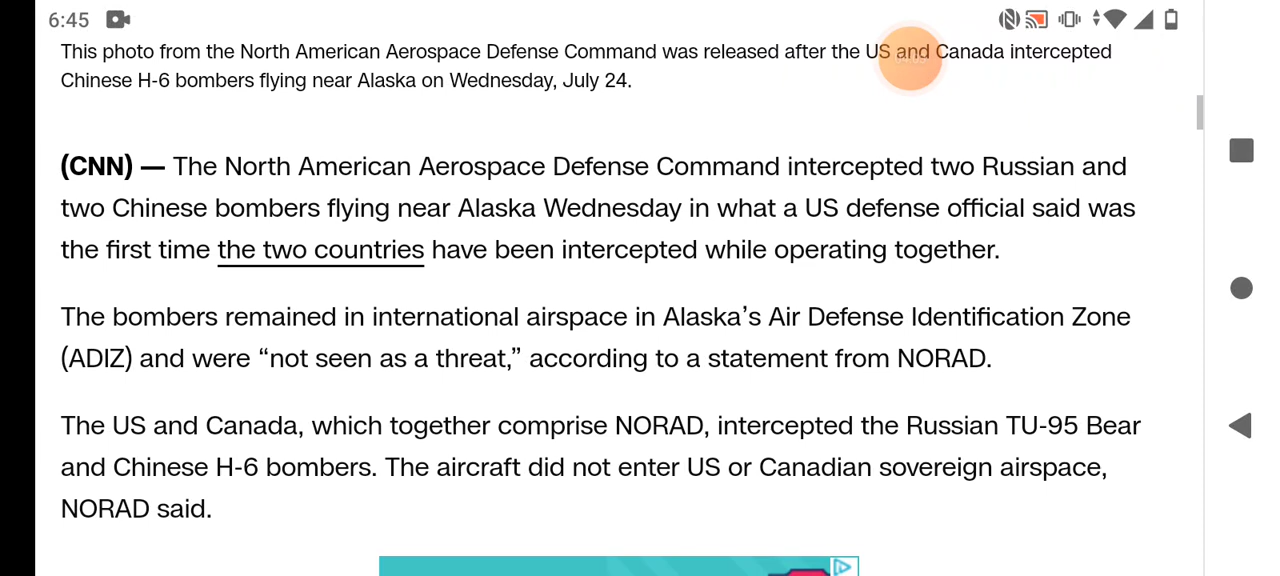 6:45
This photo from the North American Aerospace Defense Command was released after the US and Canada intercepted
Chinese H-6 bombers flying near Alaska on Wednesday, July 24.
(CNN) — The North American Aerospace Defense Command intercepted two Russian and
two Chinese bombers flying near Alaska Wednesday in what a US defense official said was
the first time the two countries have been intercepted while operating together.
The bombers remained in international airspace in Alaska’s Air Defense Identification Zone
(ADIZ) and were “not seen as a threat,” according to a statement from NORAD.
The US and Canada, which together comprise NORAD, intercepted the Russian TU-95 Bear
and Chinese H-6 bombers. The aircraft did not enter US or Canadian sovereign airspace,
NORAD said.